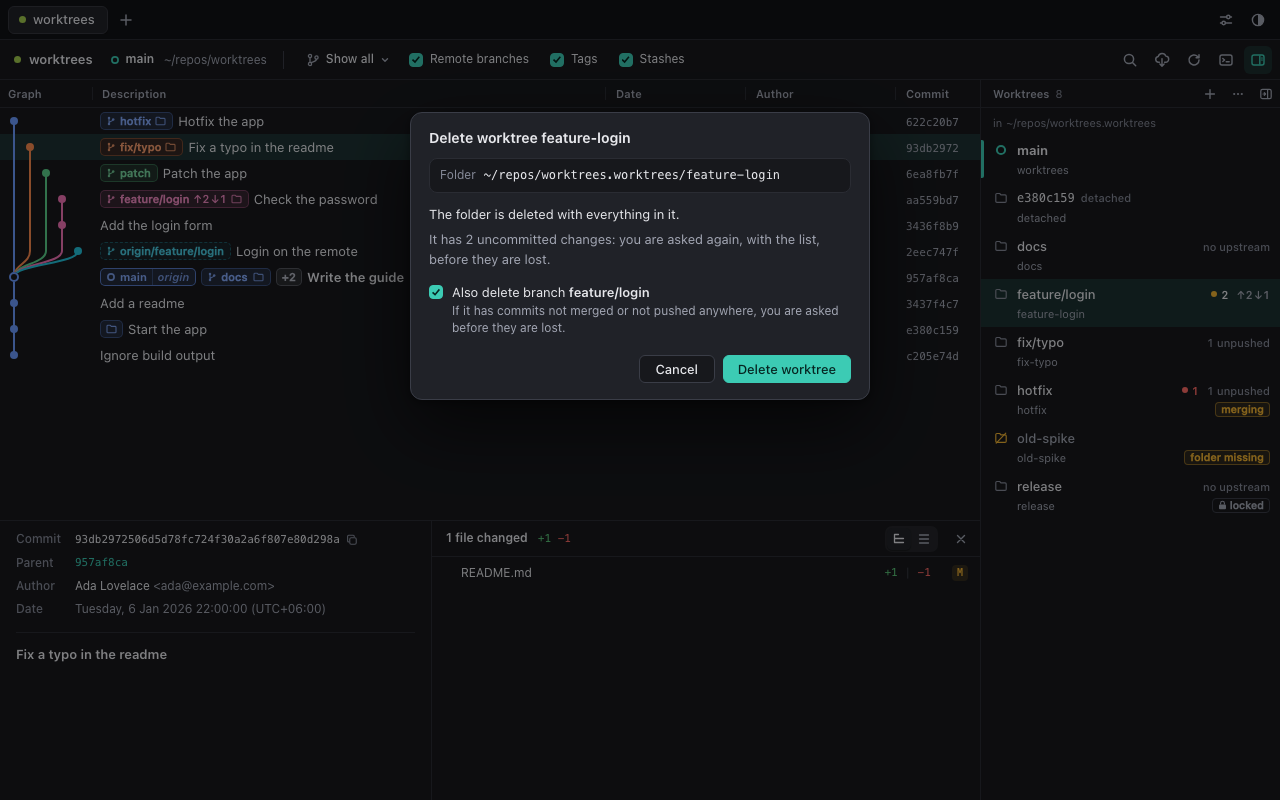 worktrees
worktrees main ~/repos/worktrees Show all Remote branches Tags Stashes
Graph Description Date Author Commit
hotfix Hotfix the app 622c20b7
fix/typo Fix a typo in the readme 93db2972
patch Patch the app 6ea8fb7f
feature/login ↑2↓1 Check the password aa559bd7
Add the login form 3436f8b9
origin/feature/login Login on the remote 2eec747f
main origin docs +2 Write the guide 957af8ca
Add a readme 3437f4c7
Start the app e380c159
Ignore build output c205e74d
Delete worktree feature-login
Folder ~/repos/worktrees.worktrees/feature-login
The folder is deleted with everything in it.
It has 2 uncommitted changes: you are asked again, with the list,
before they are lost.
Also delete branch feature/login
If it has commits not merged or not pushed anywhere, you are asked
before they are lost.
Cancel Delete worktree
Worktrees 8
in ~/repos/worktrees.worktrees
main
worktrees
e380c159 detached
detached
docs no upstream
docs
feature/login 2 ↑2↓1
feature-login
fix/typo 1 unpushed
fix-typo
hotfix 1 1 unpushed
hotfix merging
old-spike
old-spike folder missing
release no upstream
release locked
Commit 93db2972506d5d78fc724f30a2a6f807e80d298a
Parent 957af8ca
Author Ada Lovelace <ada@example.com>
Date Tuesday, 6 Jan 2026 22:00:00 (UTC+06:00)
Fix a typo in the readme
1 file changed +1 −1
README.md +1 −1 M